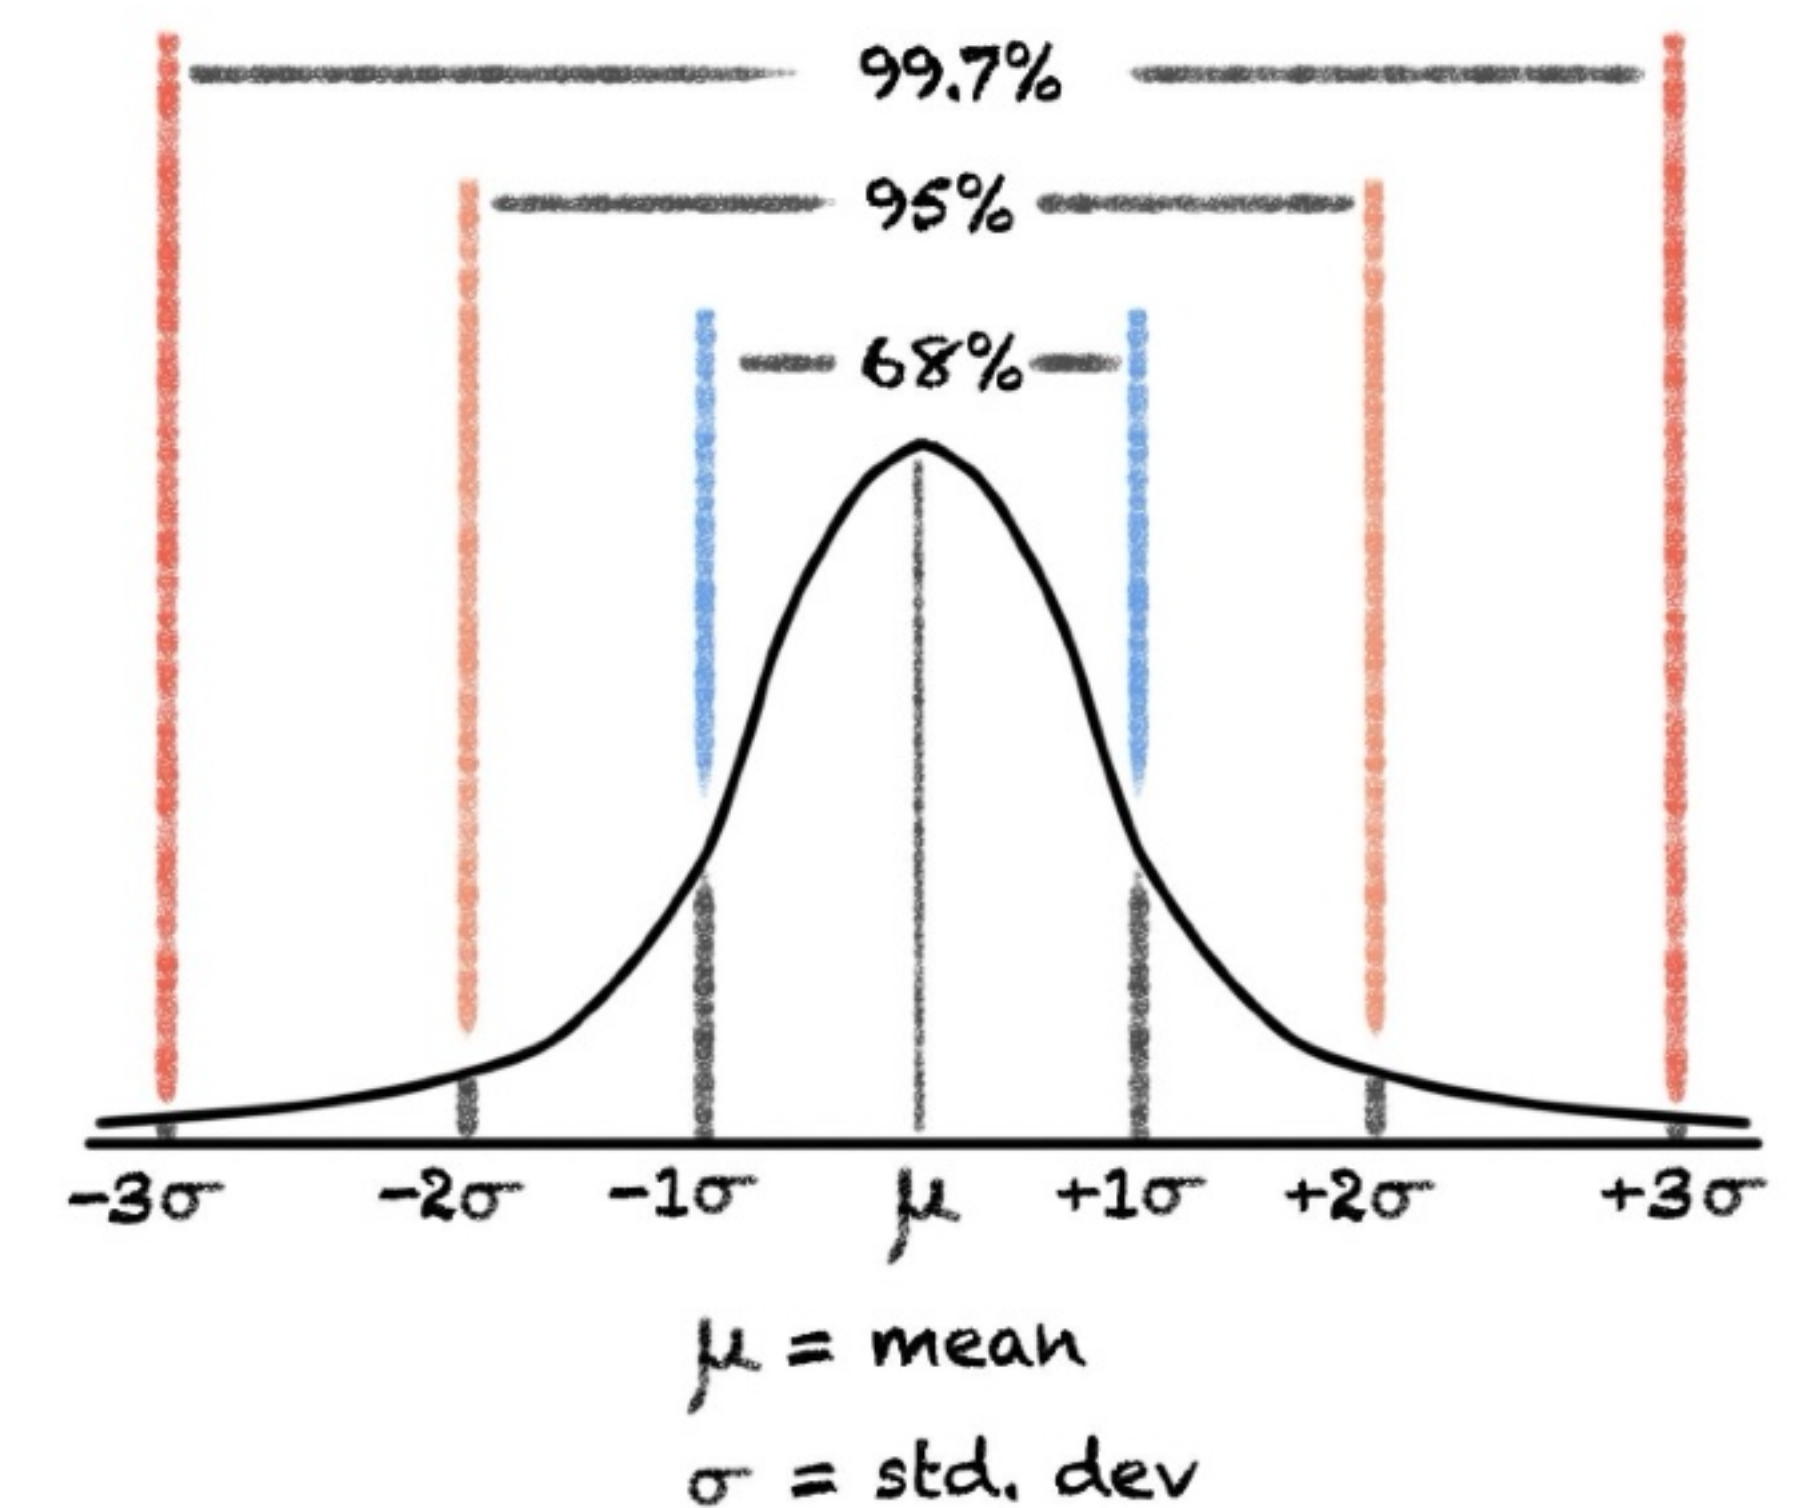 99.7%
95%
68%
-3σ -2σ -1σ μ +1σ +2σ +3σ
μ = mean
σ = std. dev